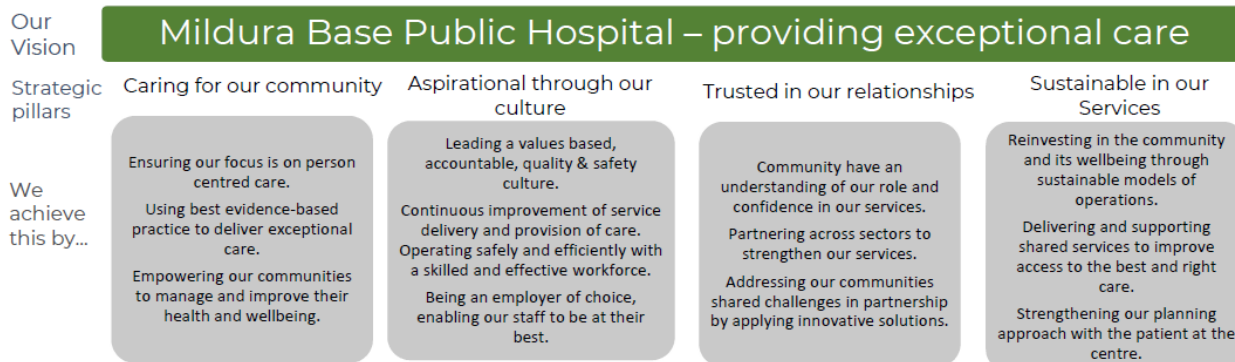 Our
Vision
Mildura Base Public Hospital – providing exceptional care
Strategic
pillars
Caring for our community
Aspirational through our
culture
Trusted in our relationships
Sustainable in our
Services
We
achieve
this by...
Ensuring our focus is on person
centred care.
Using best evidence-based
practice to deliver exceptional
care.
Empowering our communities
to manage and improve their
health and wellbeing.
Leading a values based,
accountable, quality & safety
culture.
Continuous improvement of service
delivery and provision of care.
Operating safely and efficiently with
a skilled and effective workforce.
Being an employer of choice,
enabling our staff to be at their
best.
Community have an
understanding of our role and
confidence in our services.
Partnering across sectors to
strengthen our services.
Addressing our communities
shared challenges in partnership
by applying innovative solutions.
Reinvesting in the community
and its wellbeing through
sustainable models of
operations.
Delivering and supporting
shared services to improve
access to the best and right
care.
Strengthening our planning
approach with the patient at the
centre.